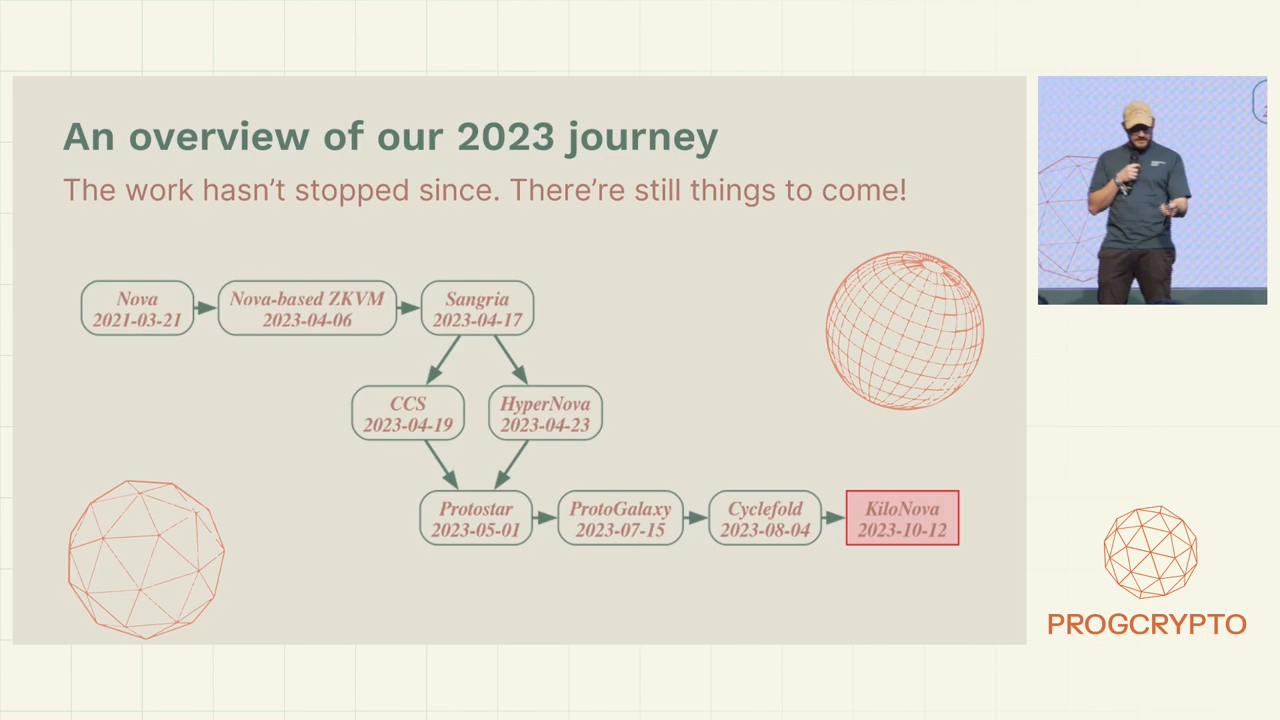 An overview of our 2023 journey
The work hasn't stopped since. There're still things to come!
Nova
2021-03-21
Nova-based ZKVM
2023-04-06
Sangria
2023-04-17
CCS
2023-04-19
HyperNova
2023-04-23
Protostar
2023-05-01
ProtoGalaxy
2023-07-15
Cyclefold
2023-08-04
KiloNova
2023-10-12
PROGCRYPTO